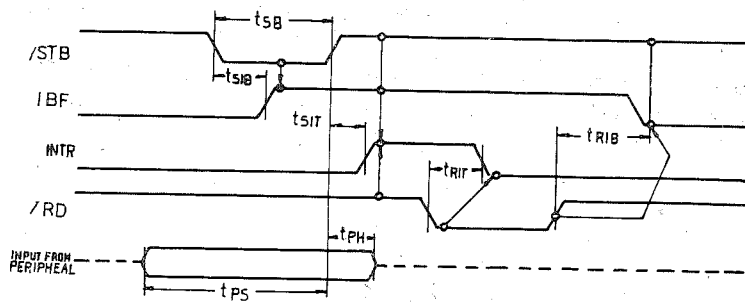 tSB
/STB
tSIB
IBF
tSIT
INTR
tRIB
tRIT
/RD
tPH
INPUT FROM
PERIPHEAL
tPS